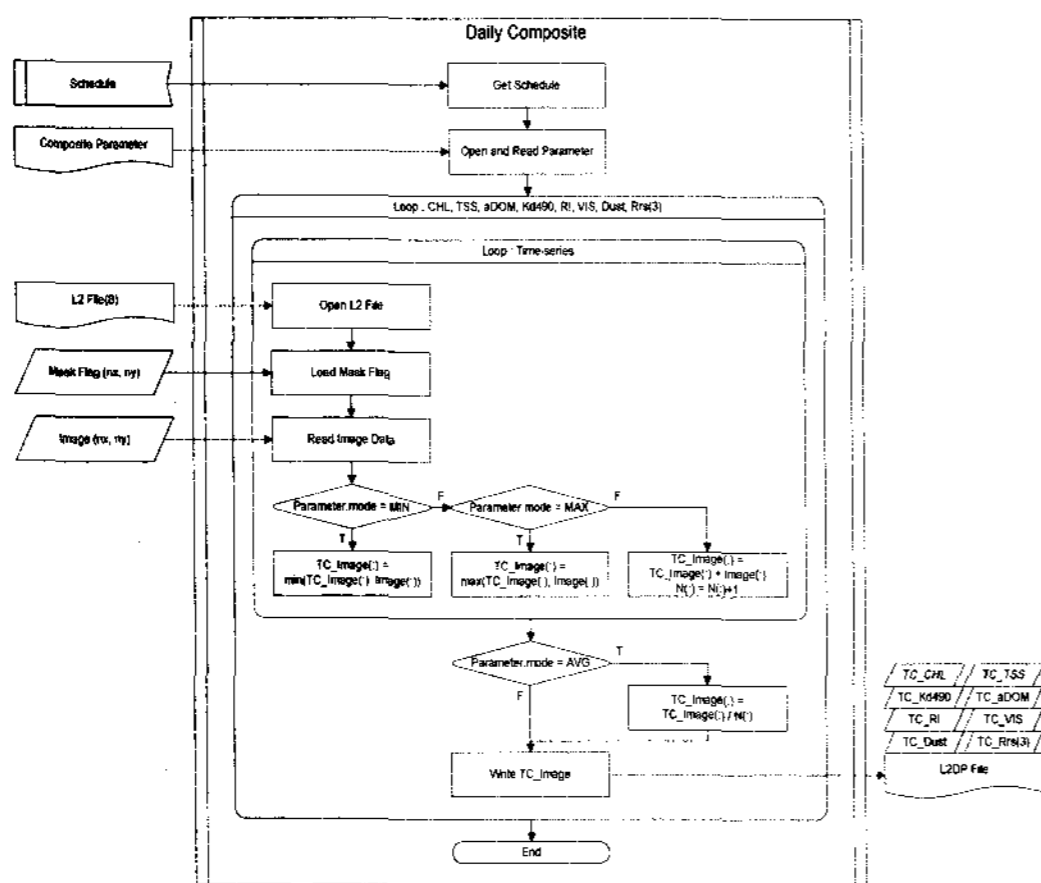 Daily Composite
Schedule
Get Schedule
Composite Parameter
Open and Read Parameter
Loop : CHL, TSS, aDOM, Kd490, RI, VIS, Dust, Rrs(3)
Loop : Time-series
L2 File(8)
Open L2 File
Mask Flag (nx, ny)
Load Mask Flag
Image (nx, ny)
Read Image Data
Parameter.mode = MIN
F
Parameter mode = MAX
F
T
T
TC_Image(:) =
min(TC_Image(:) Image(:))
TC_Image(:) =
max(TC_Image(:), Image(:))
TC_Image(:) =
TC_Image(:) + Image(:)
N(:) = N(:)+1
Parameter.mode = AVG
T
F
TC_Image(:) =
TC_Image(:) / N(:)
Write TC_Image
TC_CHL
TC_TSS
TC_Kd490
TC_aDOM
TC_RI
TC_VIS
TC_Dust
TC_Rrs(3)
L2DP File
End